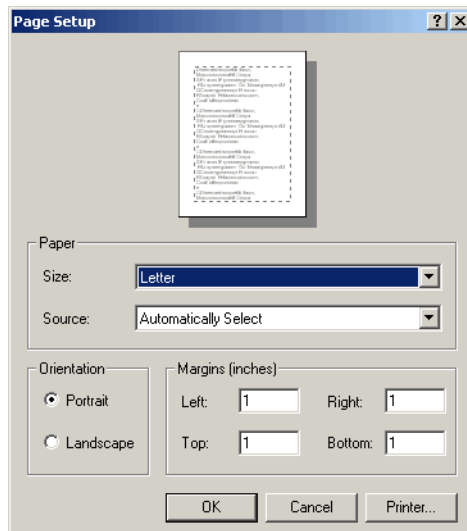 Page Setup
Paper
Size: Letter
Source: Automatically Select
Orientation
Portrait
Landscape
Margins (inches)
Left: 1 Right: 1
Top: 1 Bottom: 1
OK Cancel Printer...